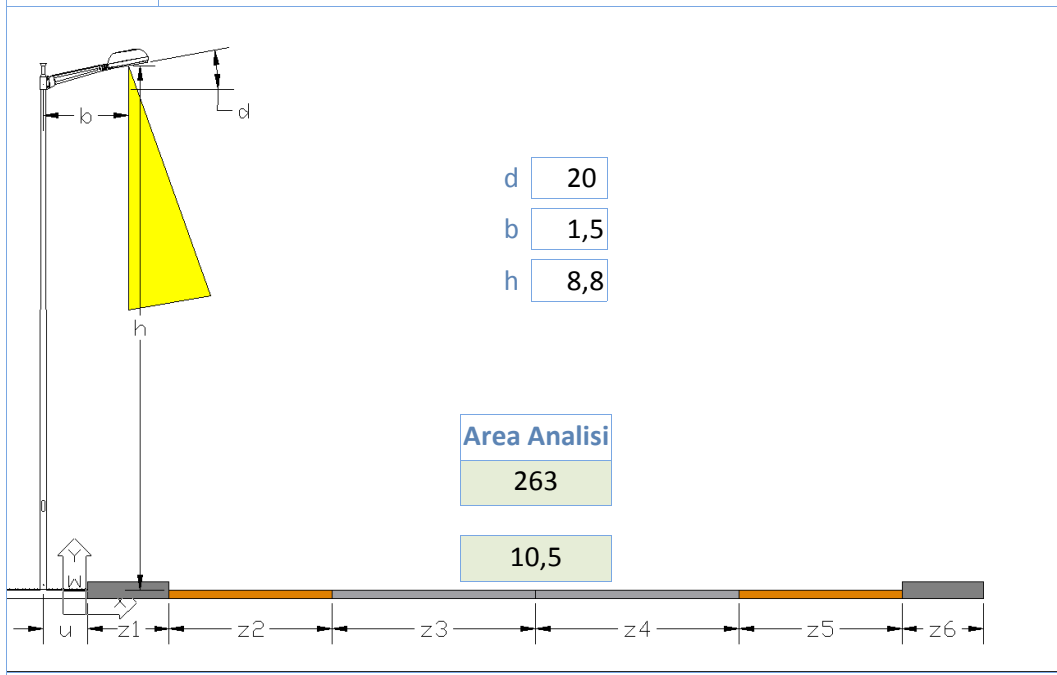 b
d
d 20
b 1,5
h 8,8
h
Area Analisi
263
10,5
Y
W
X
u z1 z2 z3 z4 z5 z6